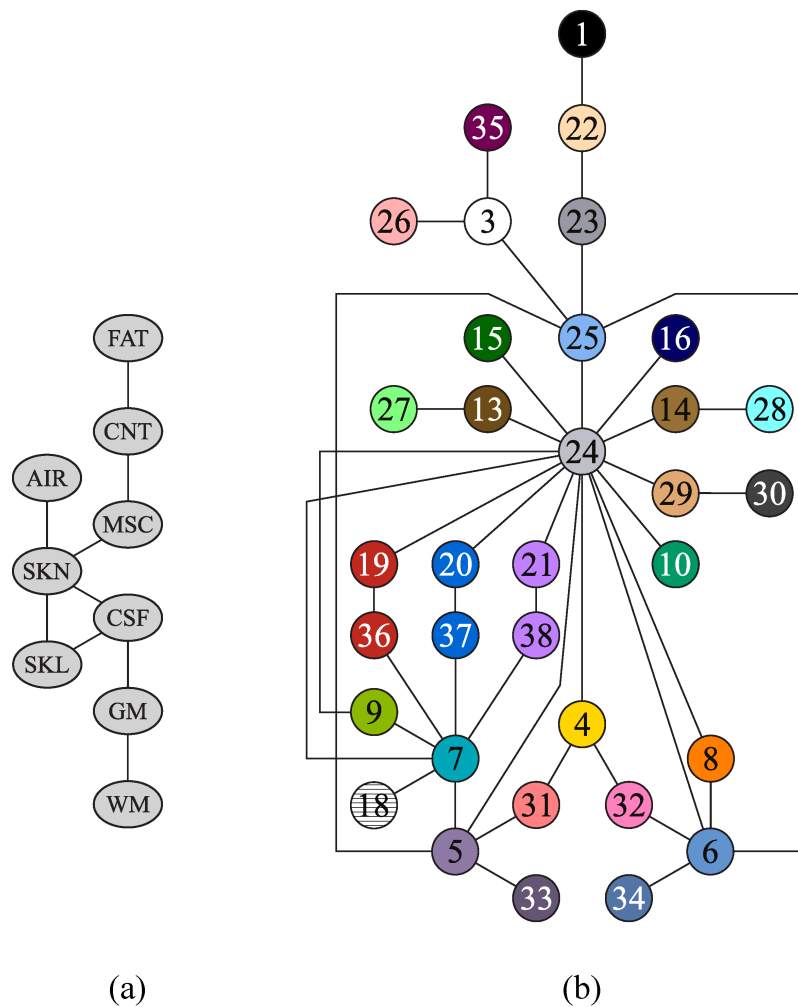 1
35 22
26 3 23
FAT 15 25 16
CNT 27 13 14 28
24
AIR 29 30
MSC
SKN 19 20 21 10
CSF 36 37 38
SKL
GM 9 4
7 8
WM 18 31 32
5 6
33 34
(a) (b)